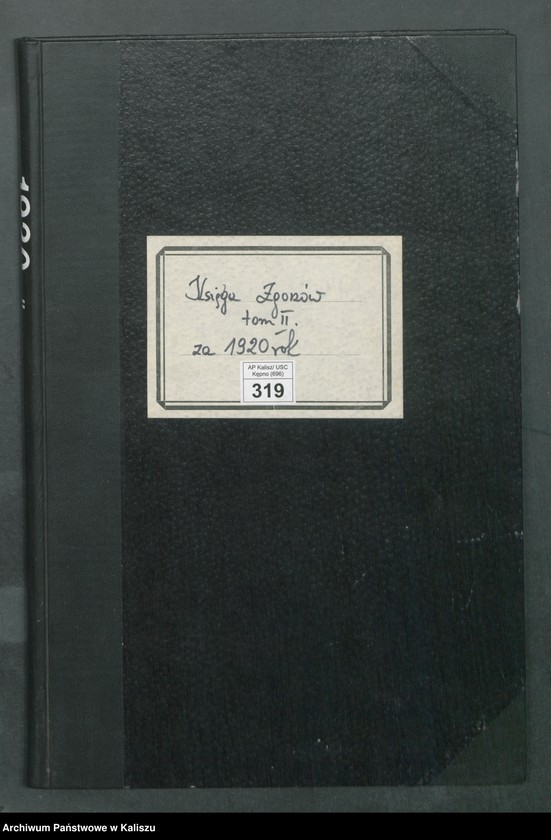 Księga Zgonów
tom II.
za 1920 rok
AP Kalisz/ USC
Kępno (696)
319
Archiwum Państwowe w Kaliszu